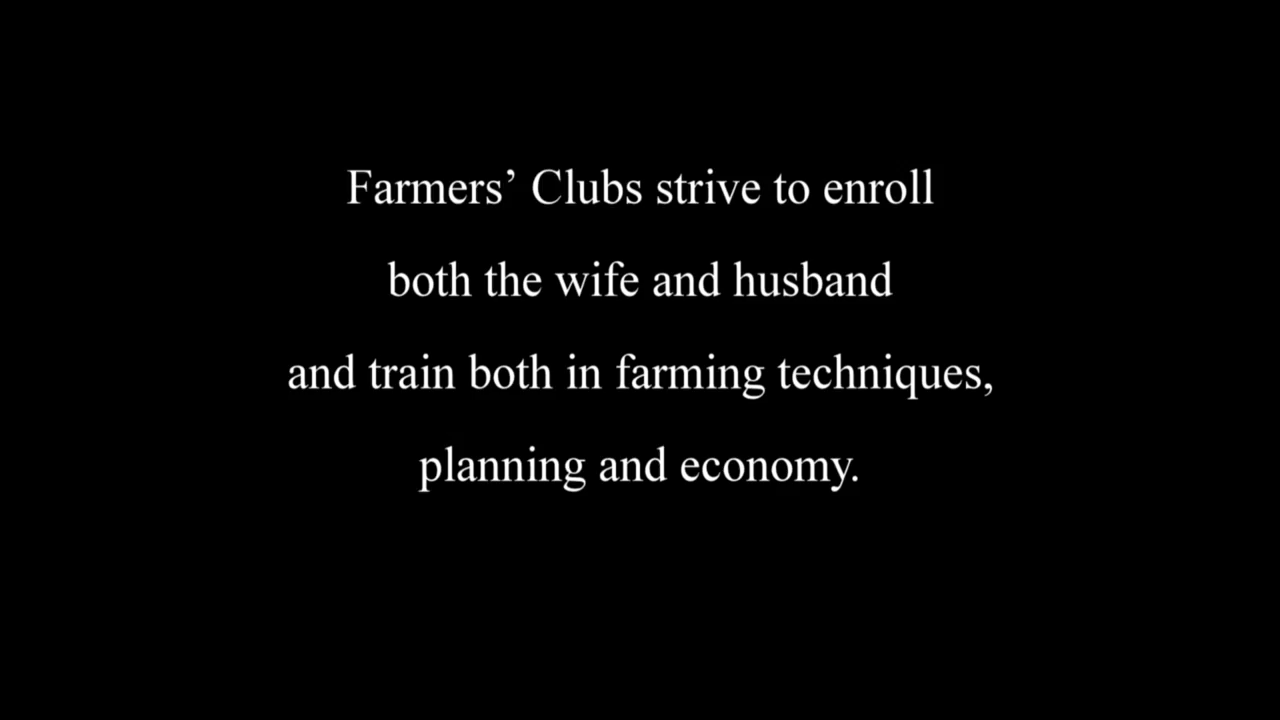 Farmers’ Clubs strive to enroll
both the wife and husband
and train both in farming techniques,
planning and economy.